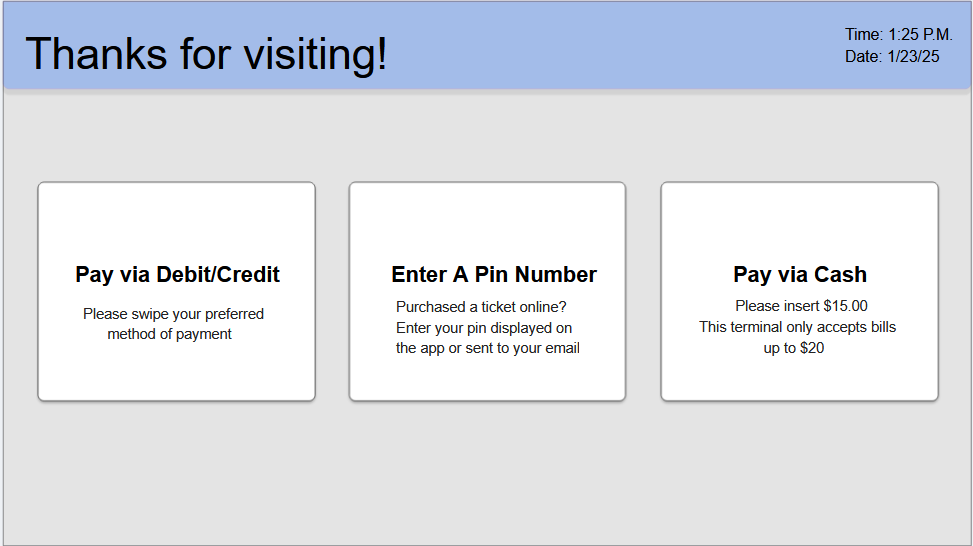 Thanks for visiting!
Time: 1:25 P.M.
Date: 1/23/25
Pay via Debit/Credit
Please swipe your preferred
method of payment
Enter A Pin Number
Purchased a ticket online?
Enter your pin displayed on
the app or sent to your email
Pay via Cash
Please insert $15.00
This terminal only accepts bills
up to $20